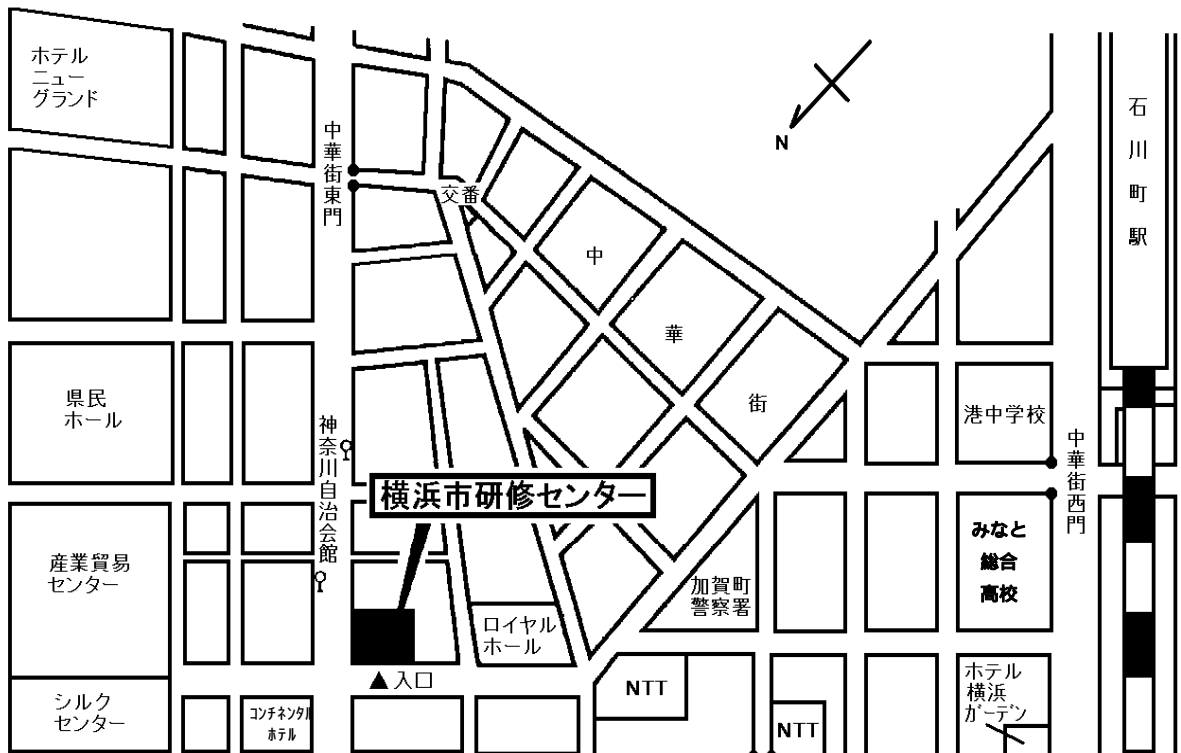 ホテル
ニュー
グランド
中華街東門
交番
N
石川町駅
中
華
街
県民
ホール
神奈川自治会館
港中学校
中華街西門
横浜市研修センター
産業貿易
センター
加賀町
警察署
みなと
総合
高校
ロイヤル
ホール
▲入口
シルク
センター
コンチネンタル
ホテル
NTT
NTT
ホテル
横浜
ガーデン